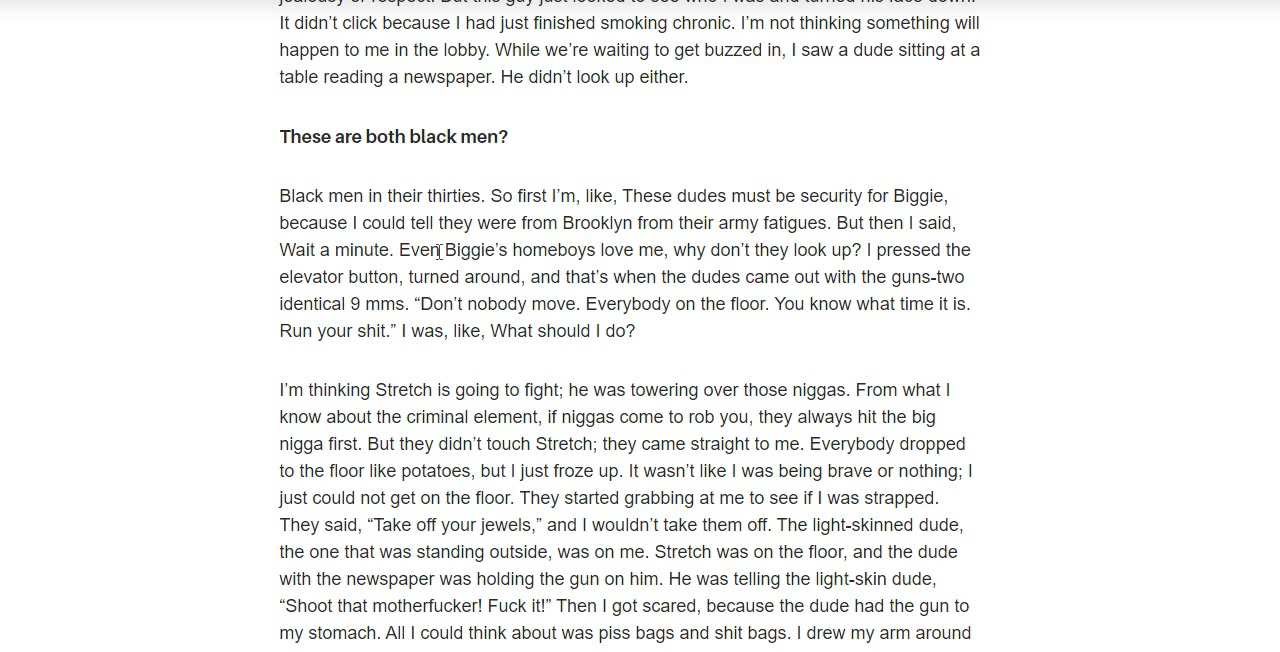 It didn’t click because I had just finished smoking chronic. I’m not thinking something will
happen to me in the lobby. While we’re waiting to get buzzed in, I saw a dude sitting at a
table reading a newspaper. He didn’t look up either.
These are both black men?
Black men in their thirties. So first I’m, like, These dudes must be security for Biggie,
because I could tell they were from Brooklyn from their army fatigues. But then I said,
Wait a minute. Even Biggie’s homeboys love me, why don’t they look up? I pressed the
elevator button, turned around, and that’s when the dudes came out with the guns-two
identical 9 mms. “Don’t nobody move. Everybody on the floor. You know what time it is.
Run your shit.” I was, like, What should I do?
I’m thinking Stretch is going to fight; he was towering over those niggas. From what I
know about the criminal element, if niggas come to rob you, they always hit the big
nigga first. But they didn’t touch Stretch; they came straight to me. Everybody dropped
to the floor like potatoes, but I just froze up. It wasn’t like I was being brave or nothing; I
just could not get on the floor. They started grabbing at me to see if I was strapped.
They said, “Take off your jewels,” and I wouldn’t take them off. The light-skinned dude,
the one that was standing outside, was on me. Stretch was on the floor, and the dude
with the newspaper was holding the gun on him. He was telling the light-skin dude,
“Shoot that motherfucker! Fuck it!” Then I got scared, because the dude had the gun to
my stomach. All I could think about was piss bags and shit bags. I drew my arm around